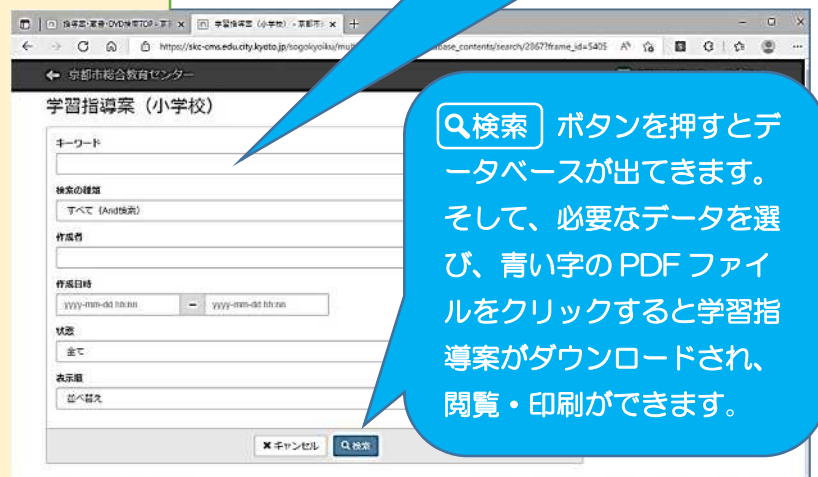 指導案・叢書・DVD検索TOP - 京都
学習指導案（小学校） - 京都市
https://skc-cms.edu.city.kyoto.jp/sogokyoiku/mul
base_contents/search/2867?frame_id=5405
京都市総合教育センター
学習指導案（小学校）
キーワード
検索の種類
すべて（And検索）
作成者
作成日時
yyyy-mm-dd hh:nn － yyyy-mm-dd hh:nn
状態
全て
表示順
並べ替え
キャンセル 検索
検索 ボタンを押すとデ
ータベースが出てきます。
そして、必要なデータを選
び、青い字の PDF ファイ
ルをクリックすると学習指
導案がダウンロードされ、
閲覧・印刷ができます。